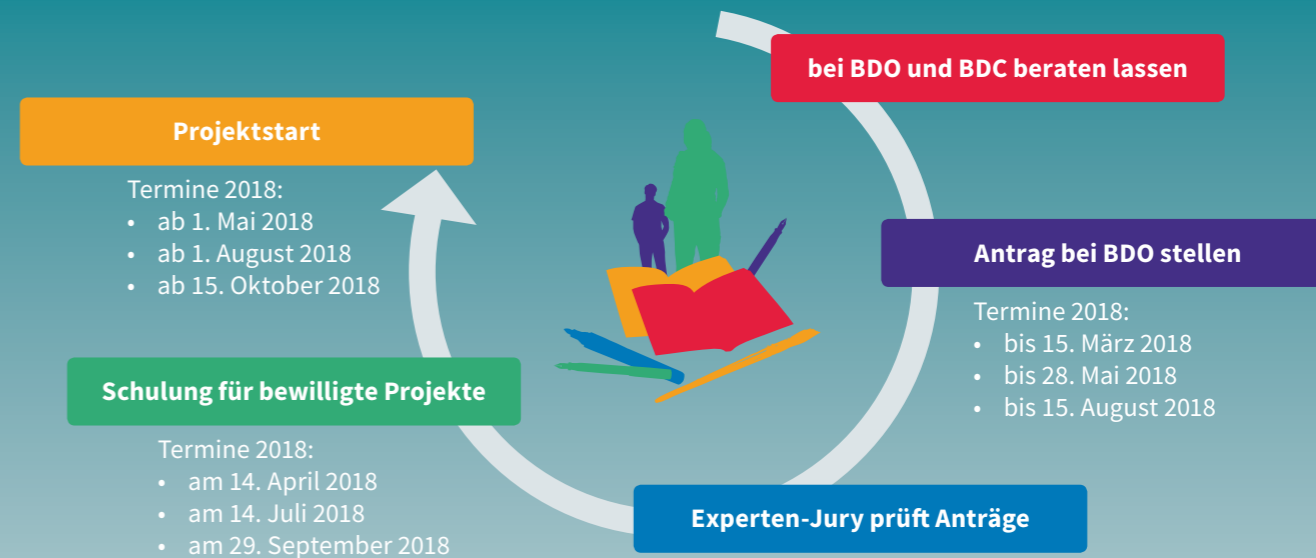 bei BDO und BDC beraten lassen
Antrag bei BDO stellen
Termine 2018:
• bis 15. März 2018
• bis 28. Mai 2018
• bis 15. August 2018
Experten-Jury prüft Anträge
Schulung für bewilligte Projekte
Termine 2018:
• am 14. April 2018
• am 14. Juli 2018
• am 29. September 2018
Projektstart
Termine 2018:
• ab 1. Mai 2018
• ab 1. August 2018
• ab 15. Oktober 2018